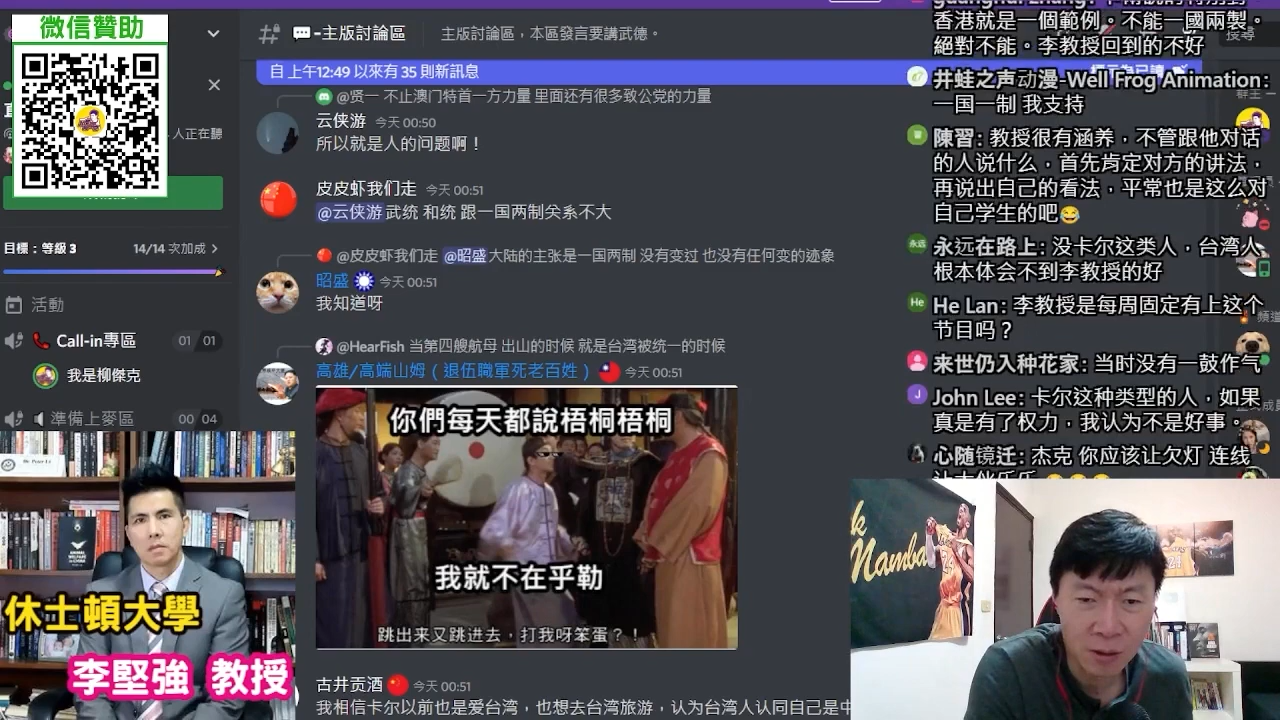 微信贊助
💬-主版討論區
主版討論區，本區發言要講武德。
自 上午12:49 以來有 35 則新訊息
@贡一 不止澳门特首一方力量 里面还有很多致公党的力量
云侠游 今天 00:50
所以就是人的问题啊！
皮皮虾我们走 今天 00:51
@云侠游 武统 和统 跟一国两制关系不大
@皮皮虾我们走 @昭盛 大陆的主张是一国两制 没有变过 也没有任何变的迹象
昭盛 今天 00:51
我知道呀
@HearFish 当第四艘航母 出山的时候 就是台湾被统一的时候
高雄/高端山姆（退伍職軍死老百姓） 今天 00:51
你們每天都說梧桐梧桐
我就不在乎勒
跳出来又跳进去，打我呀笨蛋？！
古井贡酒 今天 00:51
我相信卡尔以前也是爱台湾，也想去台湾旅游，认为台湾人认同自己是中
人正在聽
目標：等級 3
14/14 次加成
活動
Call-in專區
01 01
我是柳傑克
準備上麥區
00 04
休士頓大學
李堅強 教授
香港就是一個範例。不能一國兩製。
絕對不能。李教授回到的不好
井蛙之声动漫-Well Frog Animation:
一国一制 我支持
陳習: 教授很有涵养，不管跟他对话
的人说什么，首先肯定对方的讲法，
再说出自己的看法，平常也是这么对
自己学生的吧😂
永远在路上: 没卡尔这类人，台湾人
根本体会不到李教授的好
He Lan: 李教授是每周固定有上这个
节目吗？
来世仍入种花家: 当时没有一鼓作气
John Lee: 卡尔这种类型的人，如果
真是有了权力，我认为不是好事。
心随镜迁: 杰克 你应该让欠灯 连线
搜尋
Mamba